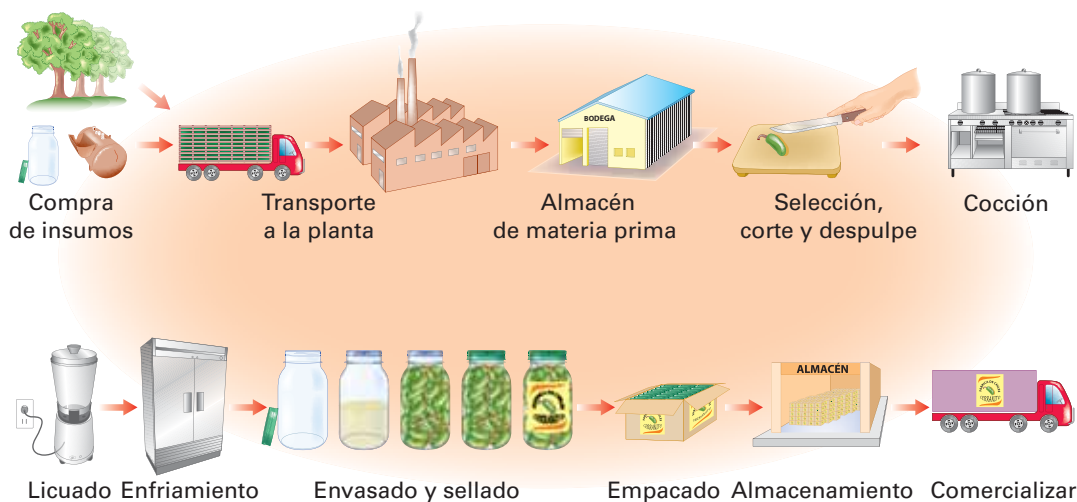 BODEGA
Compra
de insumos
Transporte
a la planta
Almacén
de materia prima
Selección,
corte y despulpe
Cocción
ALMACÉN
Licuado
Enfriamiento
Envasado y sellado
Empacado
Almacenamiento
Comercializar